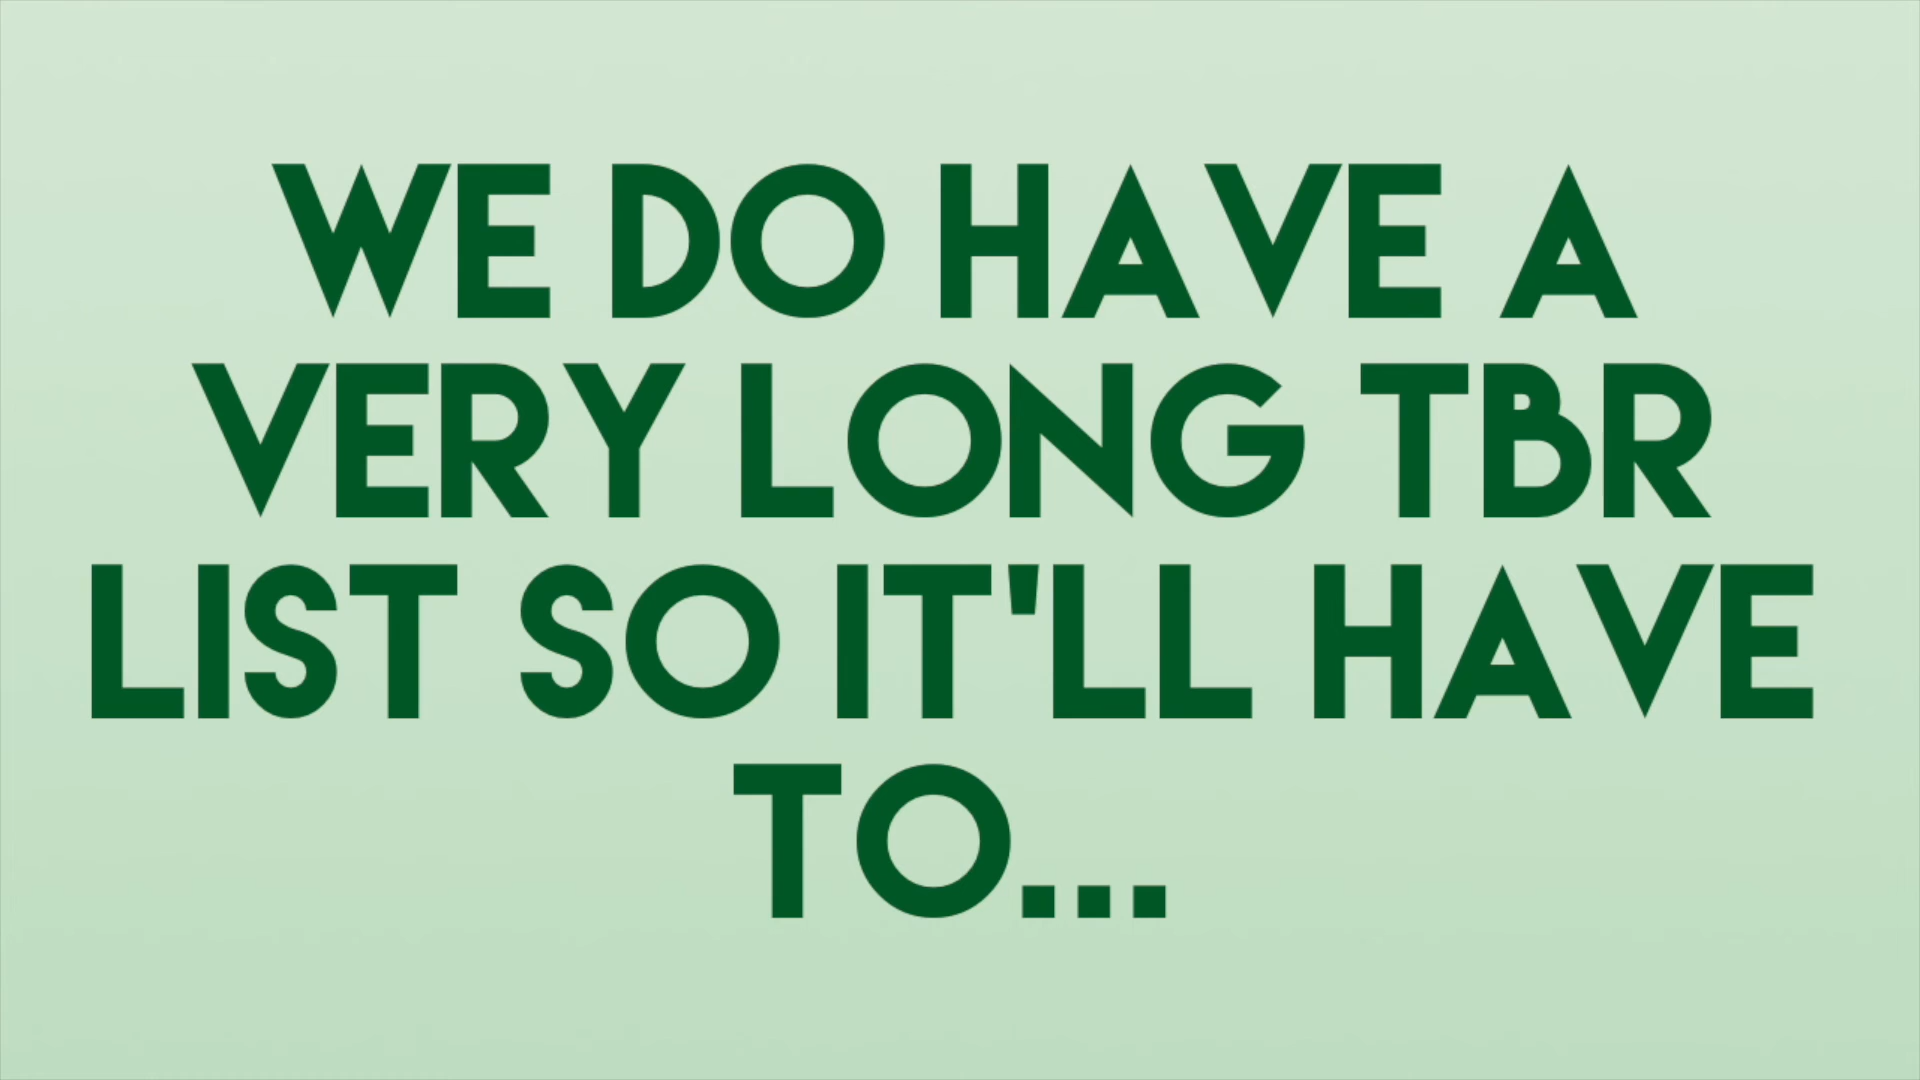 WE DO HAVE A
VERY LONG TBR
LIST SO IT'LL HAVE
TO...